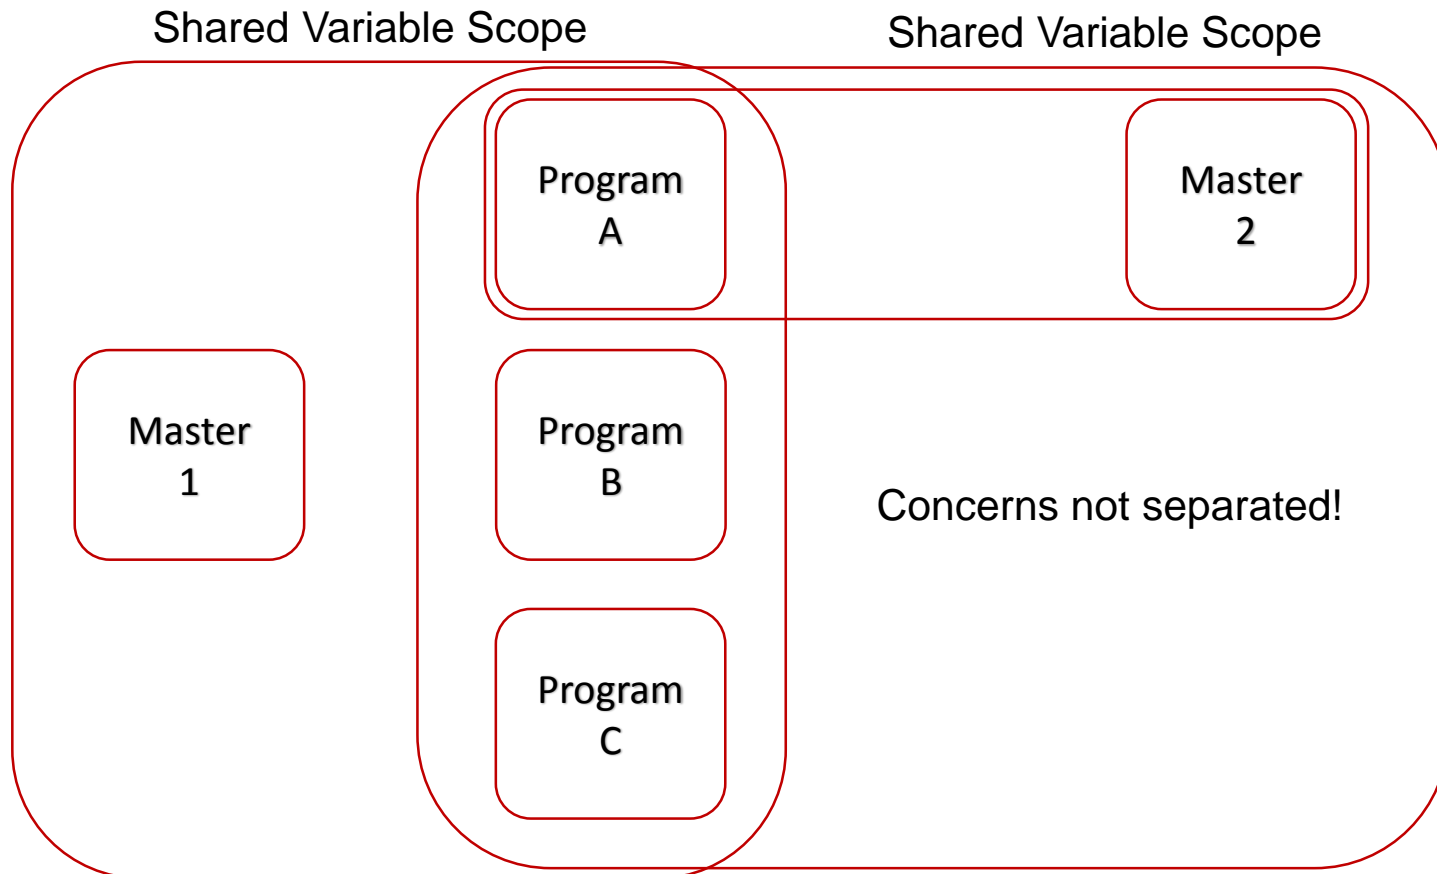 Shared Variable Scope
Shared Variable Scope
Program
A
Master
2
Master
1
Program
B
Concerns not separated!
Program
C